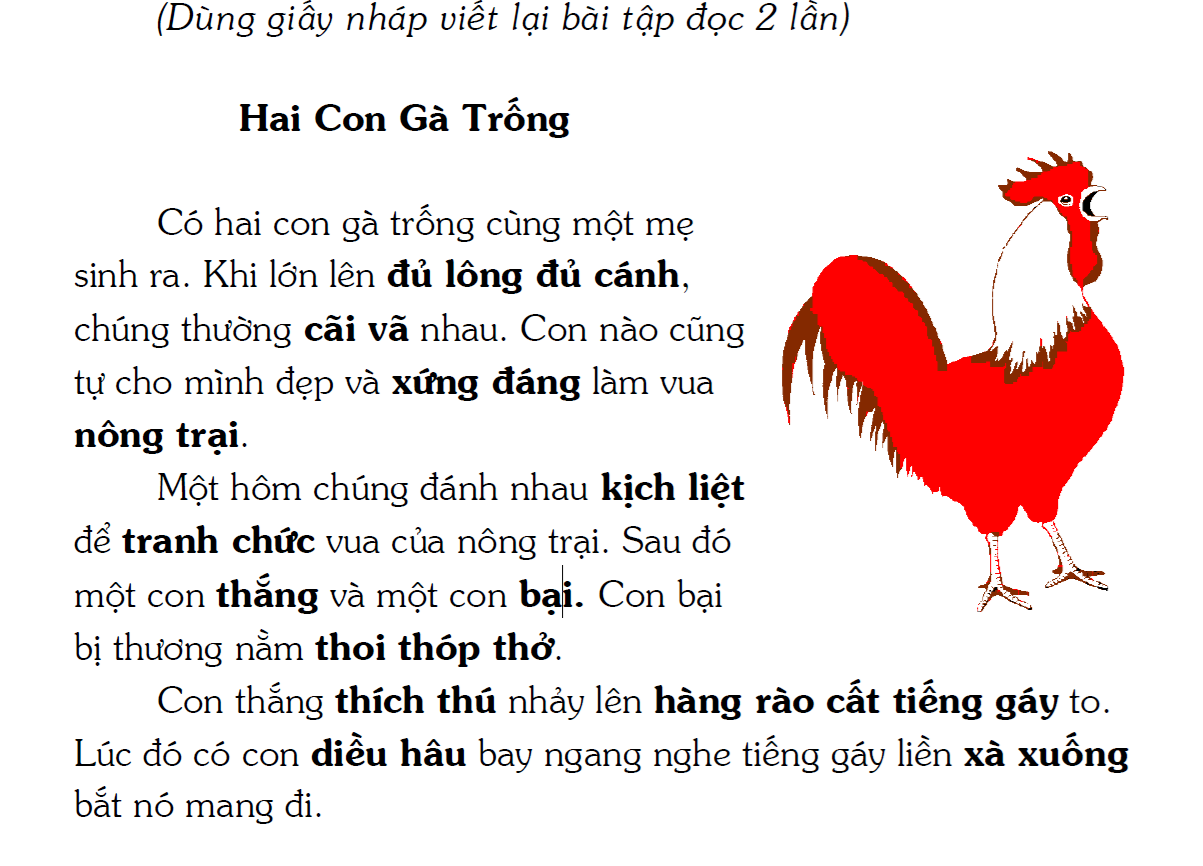 (Dùng giấy nháp viết lại bài tập đọc 2 lần)
Hai Con Gà Trống
Có hai con gà trống cùng một mẹ
sinh ra. Khi lớn lên đủ lông đủ cánh,
chúng thường cãi vã nhau. Con nào cũng
tự cho mình đẹp và xứng đáng làm vua
nông trại.
Một hôm chúng đánh nhau kịch liệt
để tranh chức vua của nông trại. Sau đó
một con thắng và một con bại. Con bại
bị thương nằm thoi thóp thở.
Con thắng thích thú nhảy lên hàng rào cất tiếng gáy to.
Lúc đó có con diều hâu bay ngang nghe tiếng gáy liền xà xuống
bắt nó mang đi.